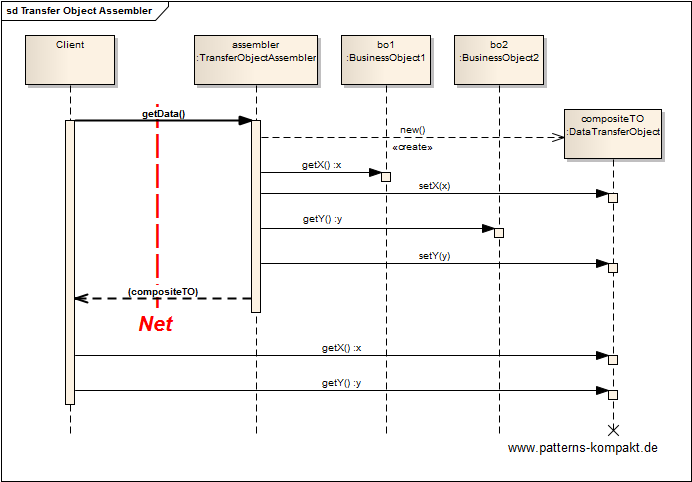 sd Transfer Object Assembler
Client
assembler
:TransferObjectAssembler
bo1
:BusinessObject1
bo2
:BusinessObject2
compositeTO
:DataTransferObject
getData()
new()
«create»
getX() :x
setX(x)
getY() :y
setY(y)
(compositeTO)
Net
getX() :x
getY() :y
www.patterns-kompakt.de